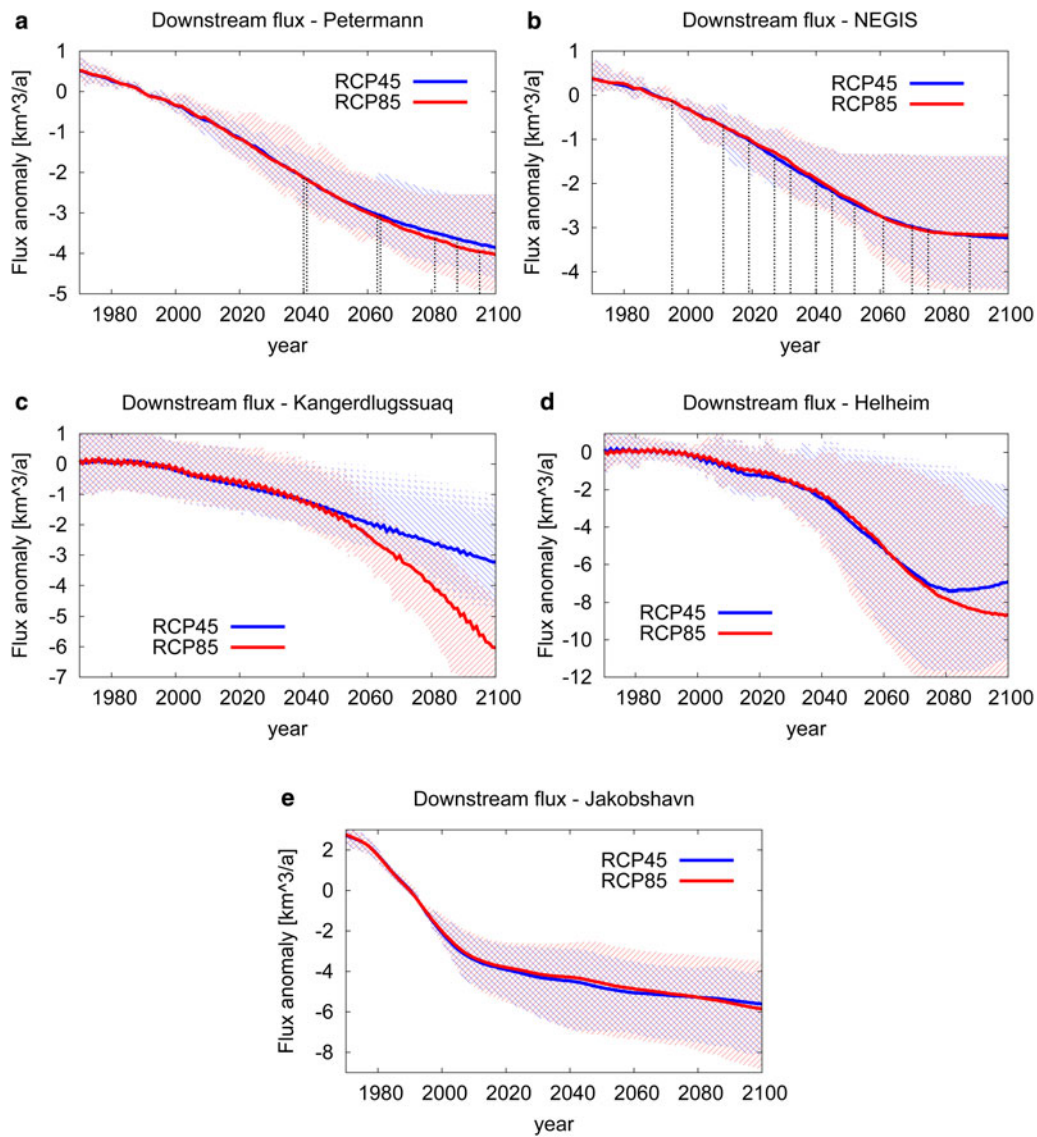 a Downstream flux - Petermann
Flux anomaly [km^3/a]
1
0
-1
-2
-3
-4
-5
RCP45
RCP85
1980 2000 2020 2040 2060 2080 2100
year
b Downstream flux - NEGIS
Flux anomaly [km^3/a]
1
0
-1
-2
-3
-4
RCP45
RCP85
1980 2000 2020 2040 2060 2080 2100
year
c Downstream flux - Kangerdlugssuaq
Flux anomaly [km^3/a]
1
0
-1
-2
-3
-4
-5
-6
-7
RCP45
RCP85
1980 2000 2020 2040 2060 2080 2100
year
d Downstream flux - Helheim
Flux anomaly [km^3/a]
0
-2
-4
-6
-8
-10
-12
RCP45
RCP85
1980 2000 2020 2040 2060 2080 2100
year
e Downstream flux - Jakobshavn
Flux anomaly [km^3/a]
2
0
-2
-4
-6
-8
RCP45
RCP85
1980 2000 2020 2040 2060 2080 2100
year